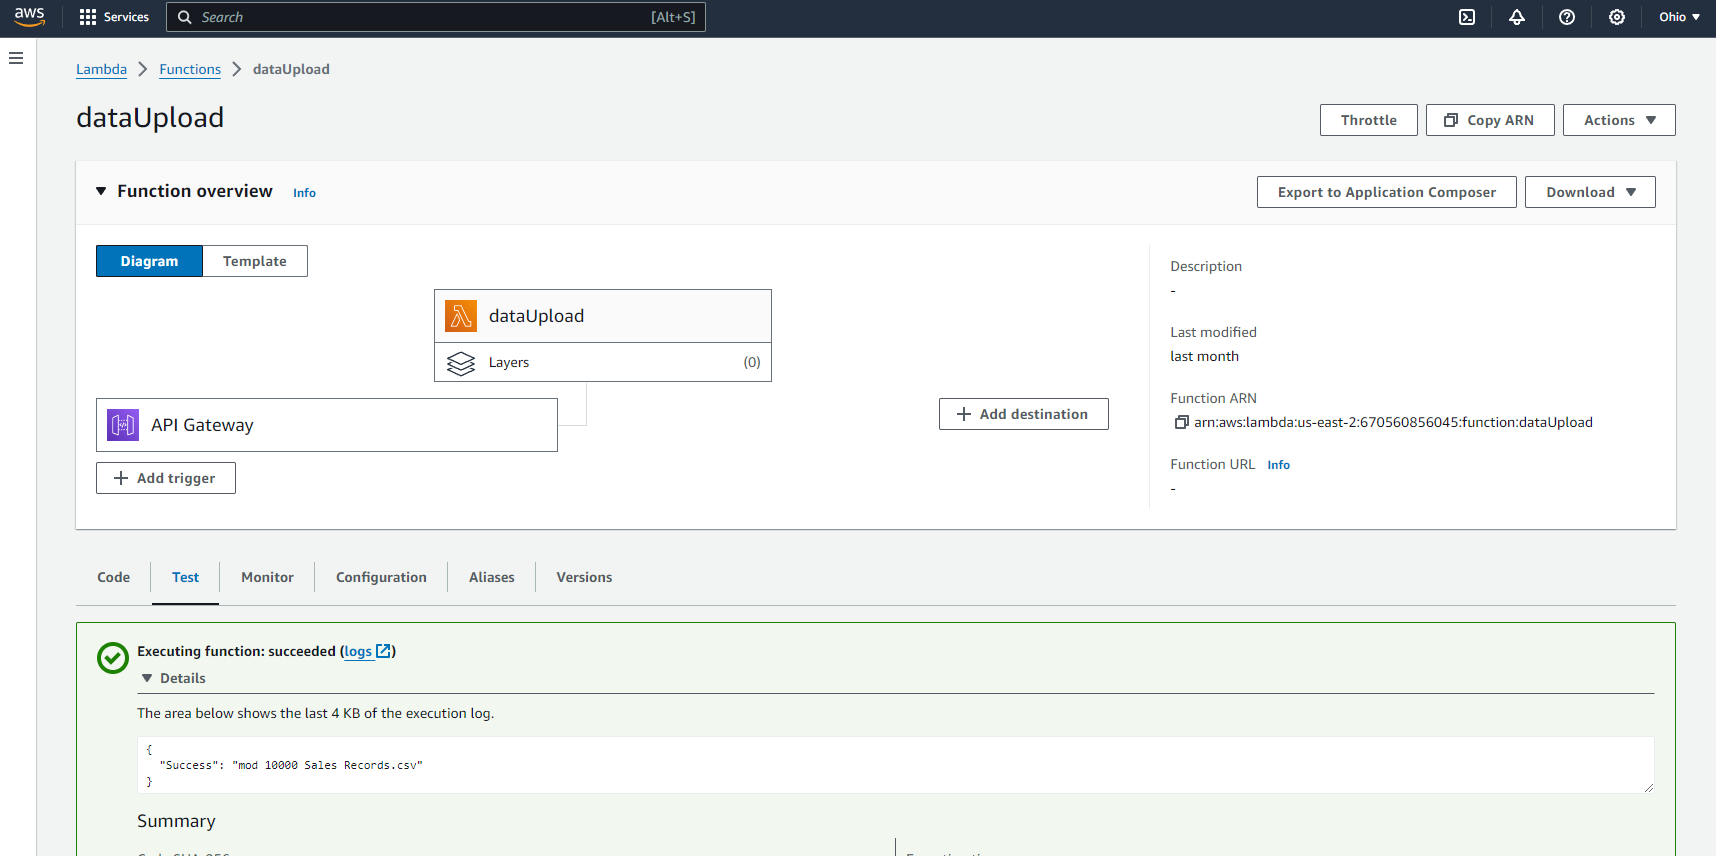 aws Services Search [Alt+S] Ohio
Lambda Functions dataUpload
dataUpload
Throttle Copy ARN Actions
Function overview Info
Export to Application Composer Download
Diagram Template
dataUpload
Layers (0)
API Gateway
Add trigger
Add destination
Description
-
Last modified
last month
Function ARN
arn:aws:lambda:us-east-2:670560856045:function:dataUpload
Function URL Info
-
Code Test Monitor Configuration Aliases Versions
Executing function: succeeded (logs)
Details
The area below shows the last 4 KB of the execution log.
{
"Success": "mod 10000 Sales Records.csv"
}
Summary